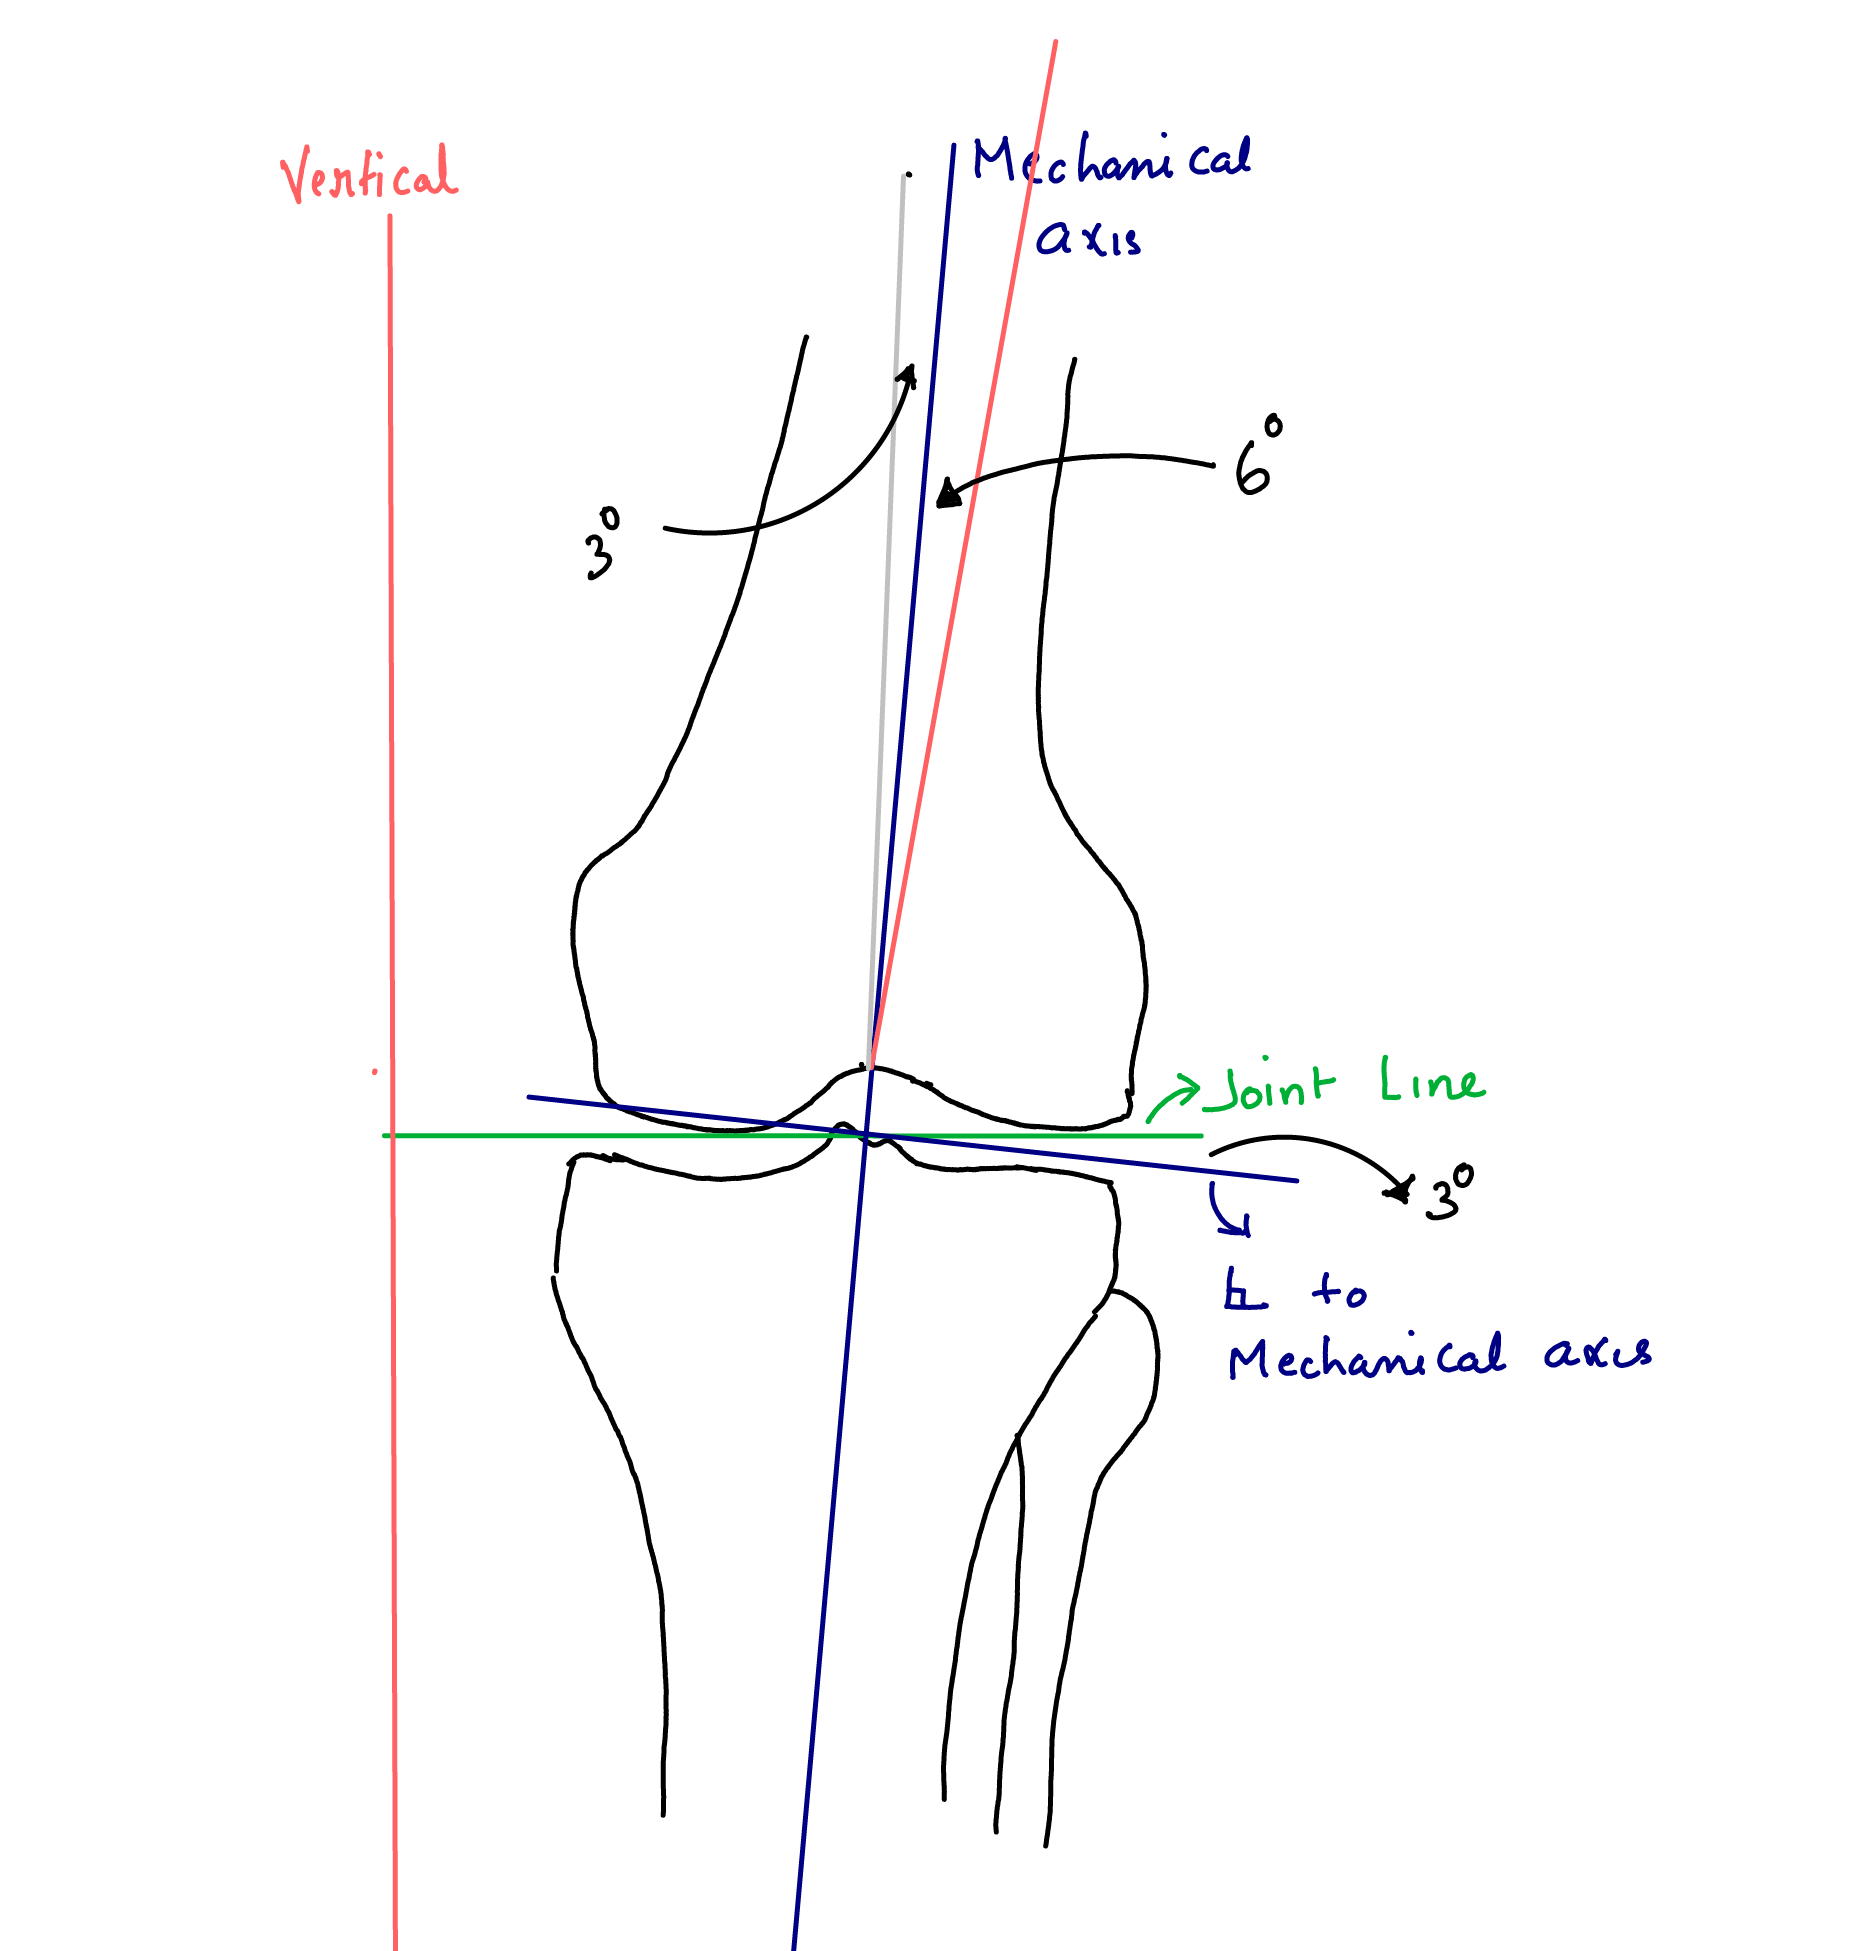 Vertical
Mechanical
axis
6°
3°
Joint Line
3°
to
Mechanical axis